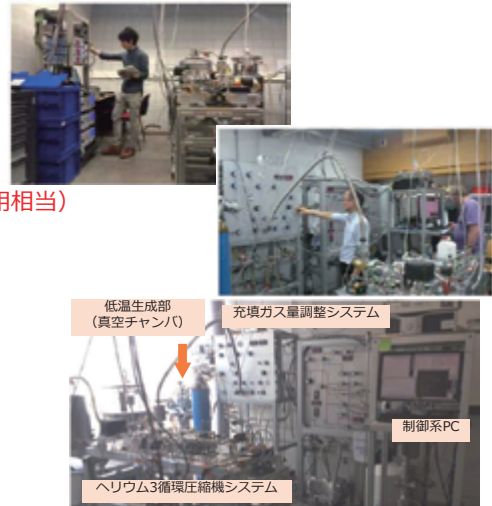 用相当）
低温生成部
（真空チャンバ）
充填ガス量調整システム
制御系PC
ヘリウム3循環圧縮機システム